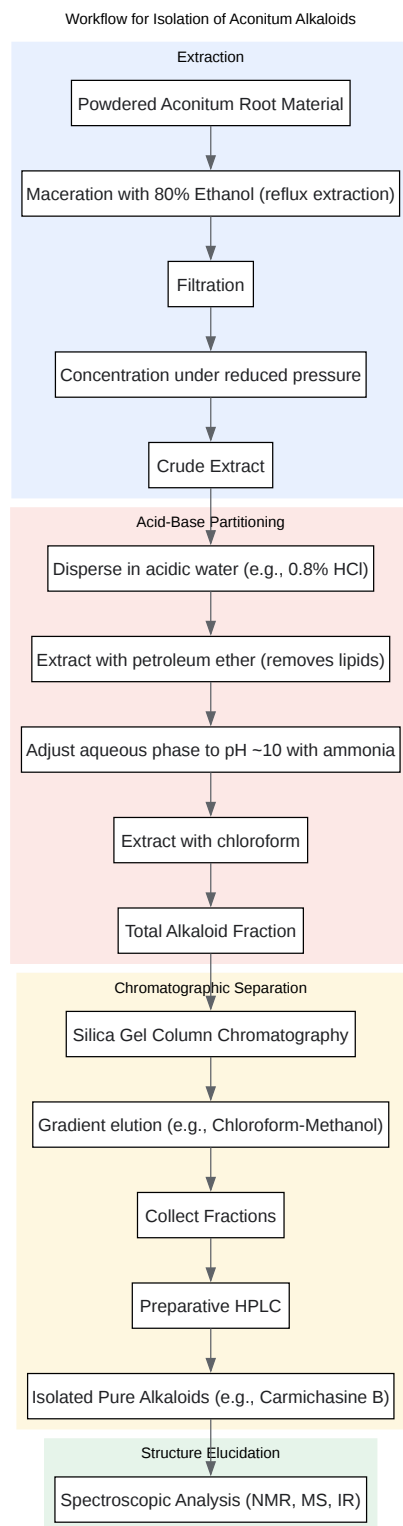 Workflow for Isolation of Aconitum Alkaloids
Extraction
Powdered Aconitum Root Material
Maceration with 80% Ethanol (reflux extraction)
Filtration
Concentration under reduced pressure
Crude Extract
Acid-Base Partitioning
Disperse in acidic water (e.g., 0.8% HCl)
Extract with petroleum ether (removes lipids)
Adjust aqueous phase to pH ~10 with ammonia
Extract with chloroform
Total Alkaloid Fraction
Chromatographic Separation
Silica Gel Column Chromatography
Gradient elution (e.g., Chloroform-Methanol)
Collect Fractions
Preparative HPLC
Isolated Pure Alkaloids (e.g., Carmichasine B)
Structure Elucidation
Spectroscopic Analysis (NMR, MS, IR)